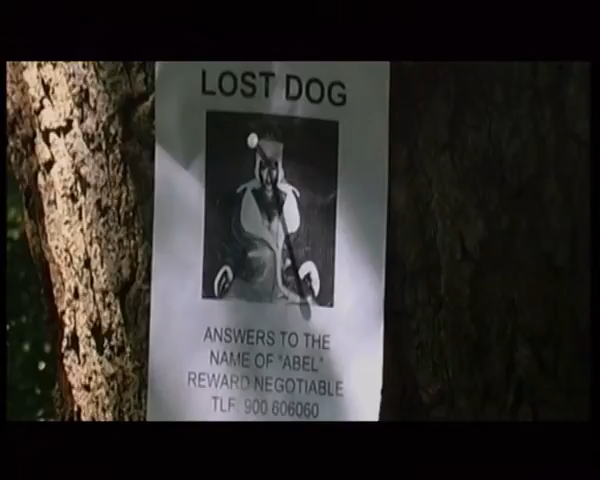 LOST DOG
ANSWERS TO THE
NAME OF "ABEL"
REWARD NEGOTIABLE
TLF. 900 606060